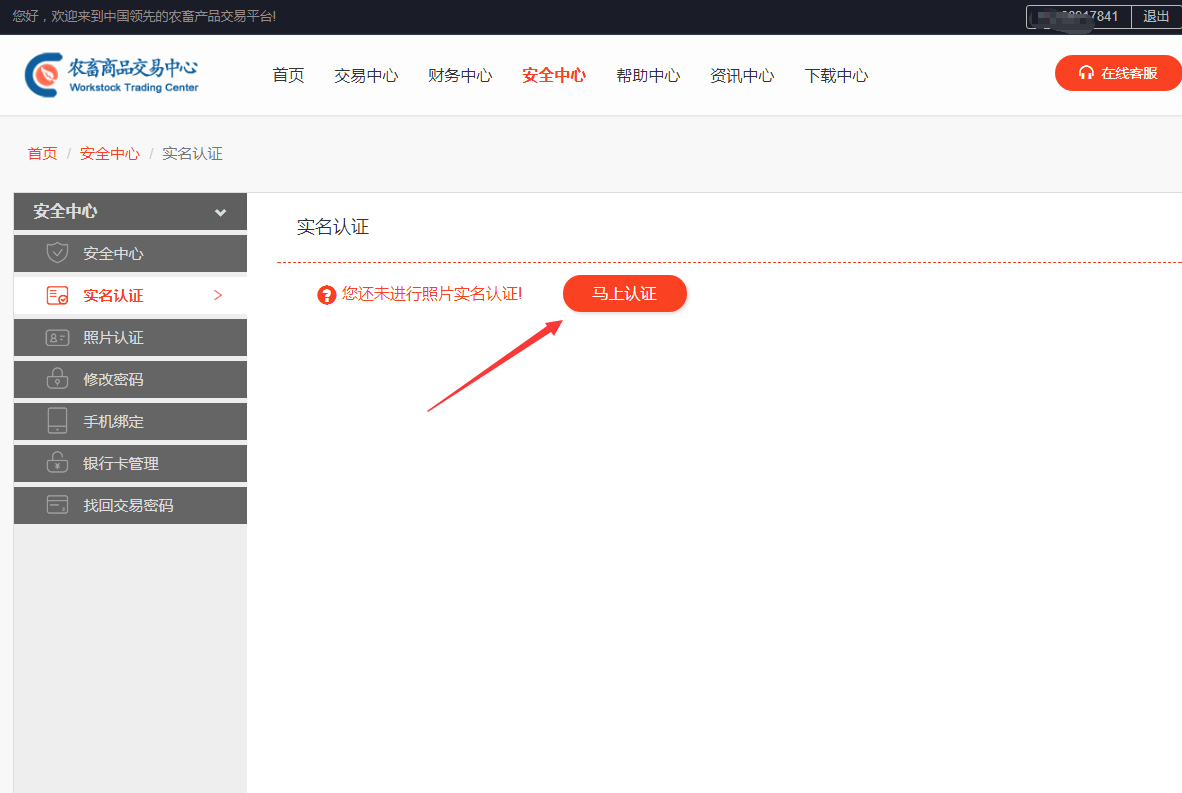 您好，欢迎来到中国领先的农畜产品交易平台!
7841 退出
农畜商品交易中心
Workstock Trading Center
首页 交易中心 财务中心 安全中心 帮助中心 资讯中心 下载中心
在线客服
首页 / 安全中心 / 实名认证
安全中心
安全中心
实名认证 >
照片认证
修改密码
手机绑定
银行卡管理
找回交易密码
实名认证
您还未进行照片实名认证! 马上认证